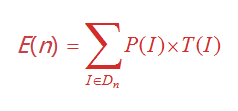 E(n) = ∑_{I∈D_n} P(I)×T(I)